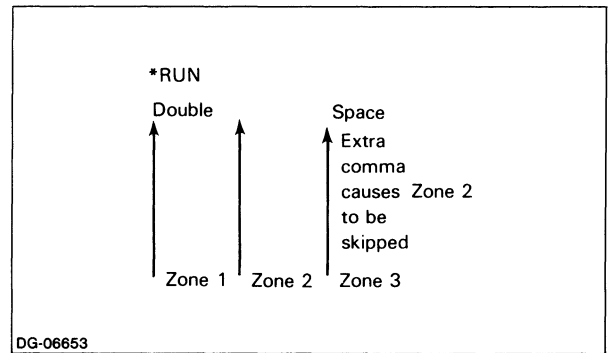 *RUN
Double Space
Extra
comma
causes Zone 2
to be
skipped
Zone 1 Zone 2 Zone 3
DG-06653